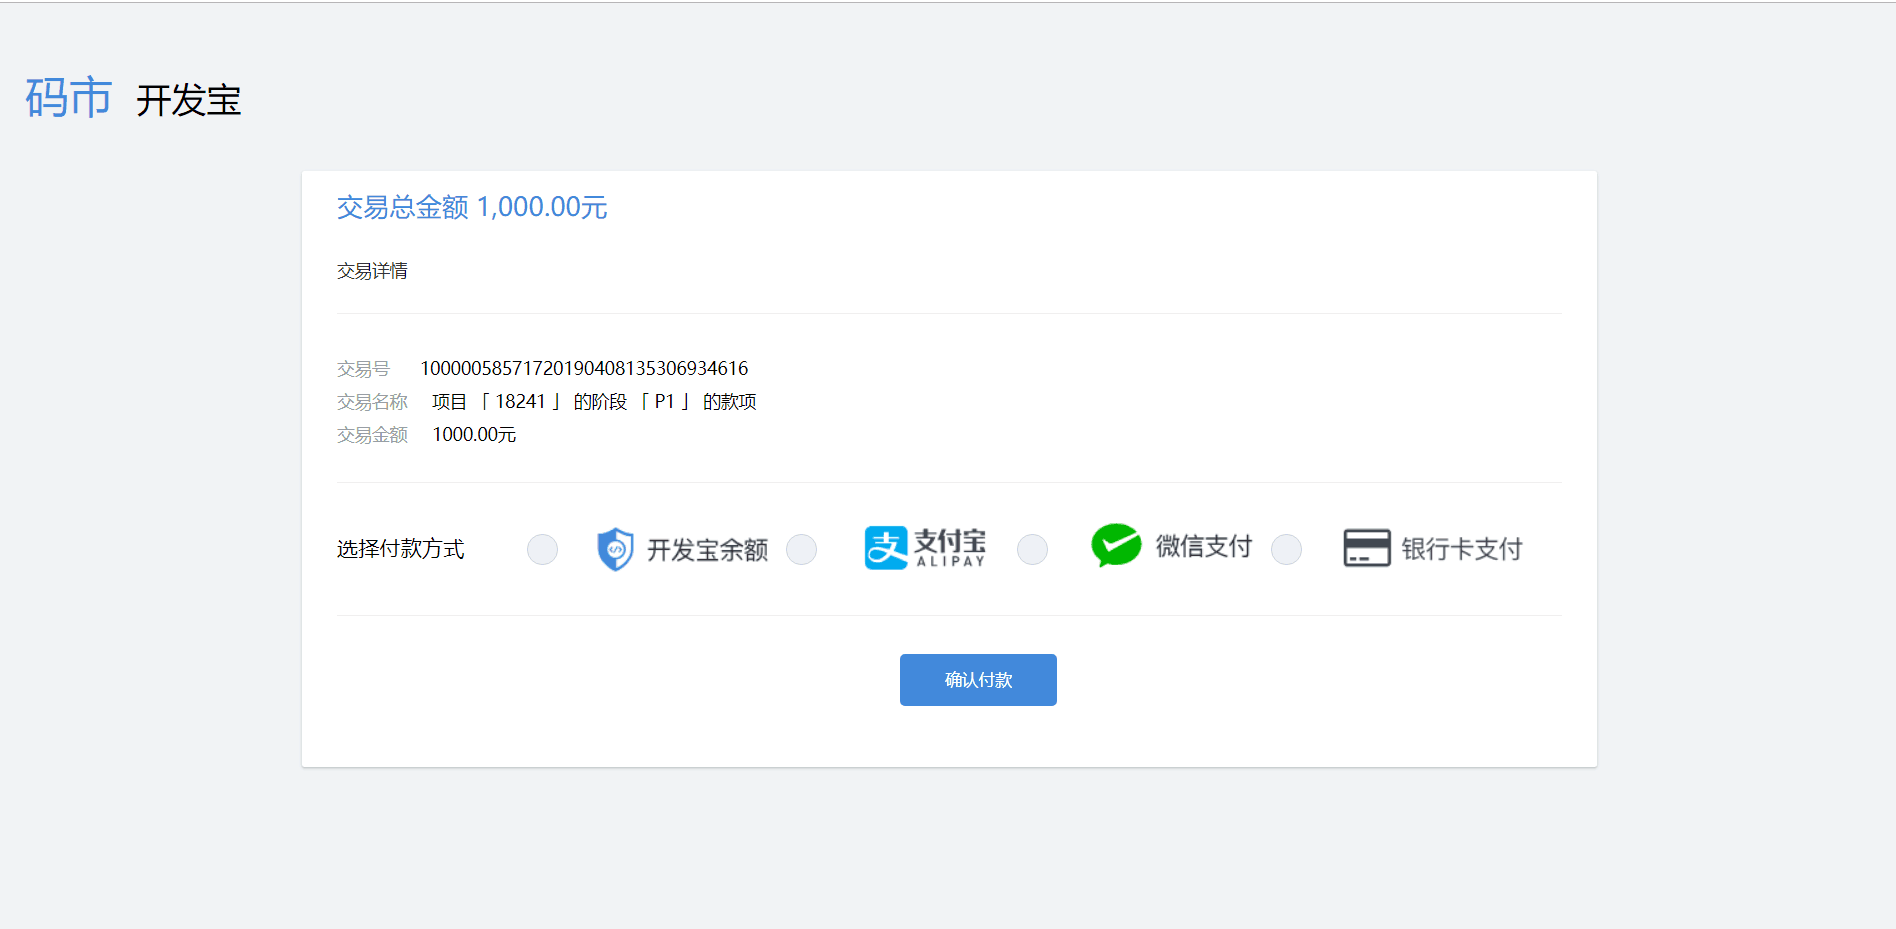 码市 开发宝
交易总金额 1,000.00元
交易详情
交易号 10000058571720190408135306934616
交易名称 项目 「 18241 」 的阶段 「 P1 」 的款项
交易金额 1000.00元
选择付款方式 开发宝余额 支付宝 ALIPAY 微信支付 银行卡支付
确认付款